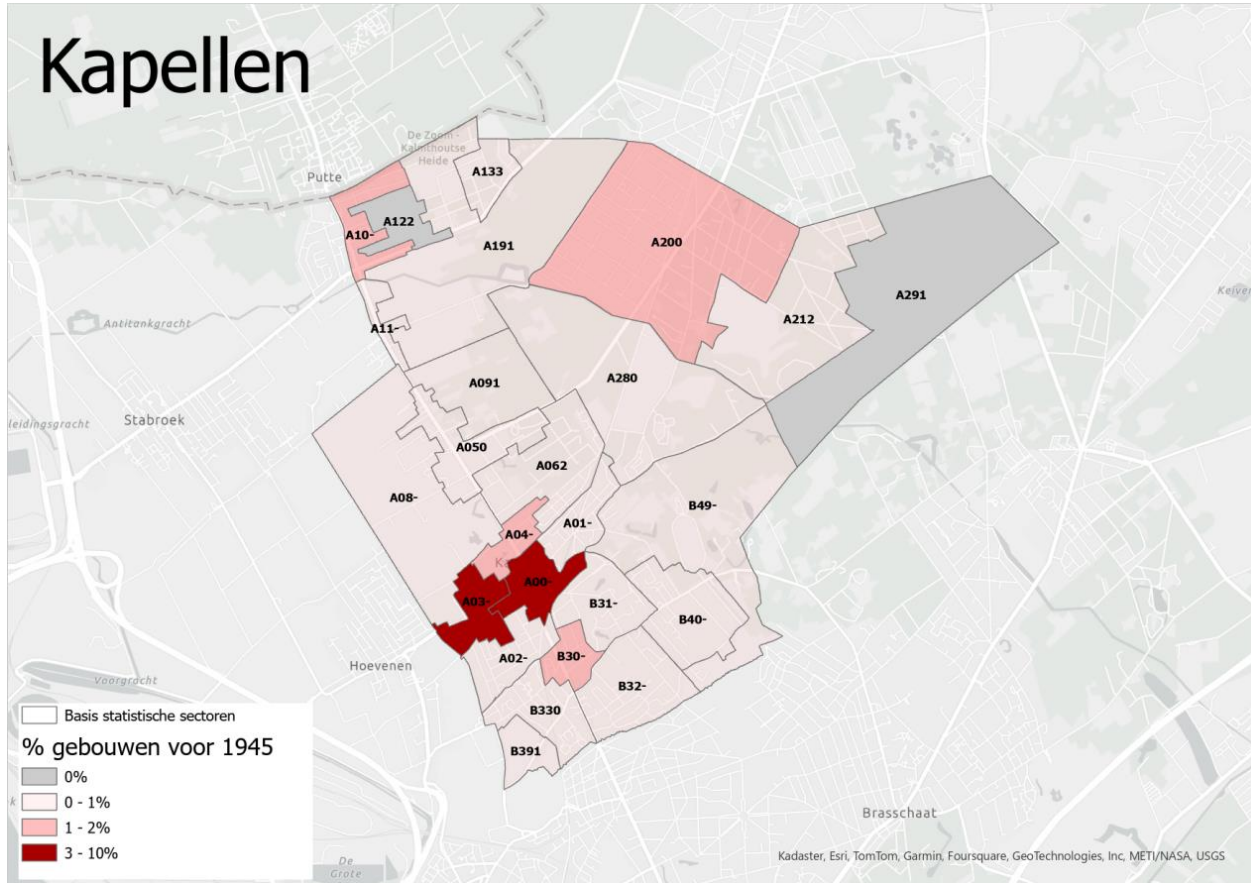 Kapellen
De Zoom -
Kalmthoutse
Heide
Putte
A133
A122
A10-
A191
A200
A291
Antitankgracht
A11-
A212
A280
A091
Stabroek
leidingsgracht
A050
A062
A08-
B49-
A01-
A04-
A00-
A03-
B31-
B40-
A02-
B30-
Hoevenen
B32-
Voorgracht
B330
B391
Basis statistische sectoren
% gebouwen voor 1945
0%
0 - 1%
1 - 2%
3 - 10%
Brasschaat
De
Grote
Kadaster, Esri, TomTom, Garmin, Foursquare, GeoTechnologies, Inc, METI/NASA, USGS